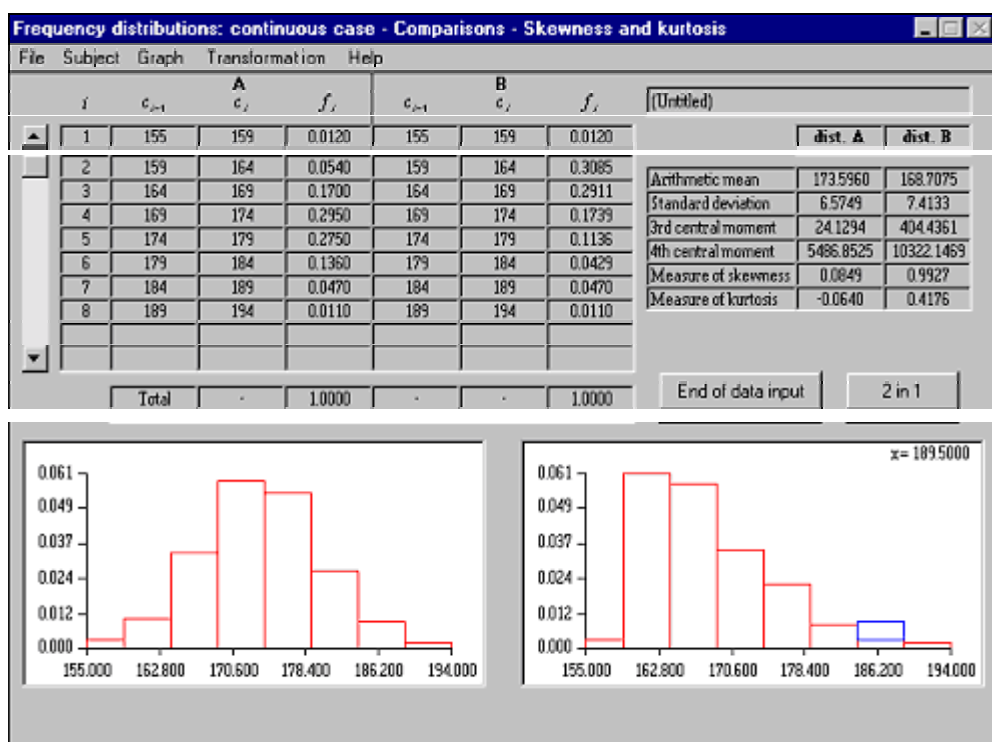 Frequency distributions: continuous case - Comparisons - Skewness and kurtosis
File Subject Graph Transformation Help
A B
i c i-1 c i f i c i-1 c i f i (Untitled)
1 155 159 0.0120 155 159 0.0120 dist. A dist. B
2 159 164 0.0540 159 164 0.3085
3 164 169 0.1700 164 169 0.2911
4 169 174 0.2950 169 174 0.1739
5 174 179 0.2750 174 179 0.1136
6 179 184 0.1360 179 184 0.0429
7 184 189 0.0470 184 189 0.0470
8 189 194 0.0110 189 194 0.0110
Total - 1.0000 - - 1.0000
Arithmetic mean 173.5960 168.7075
Standard deviation 6.5749 7.4133
3rd central moment 24.1294 404.4361
4th central moment 5486.8525 10322.1469
Measure of skewness 0.0849 0.9927
Measure of kurtosis -0.0640 0.4176
End of data input 2 in 1
0.061
0.049
0.037
0.024
0.012
0.000
155.000 162.800 170.600 178.400 186.200 194.000
x= 189.5000
0.061
0.049
0.037
0.024
0.012
0.000
155.000 162.800 170.600 178.400 186.200 194.000